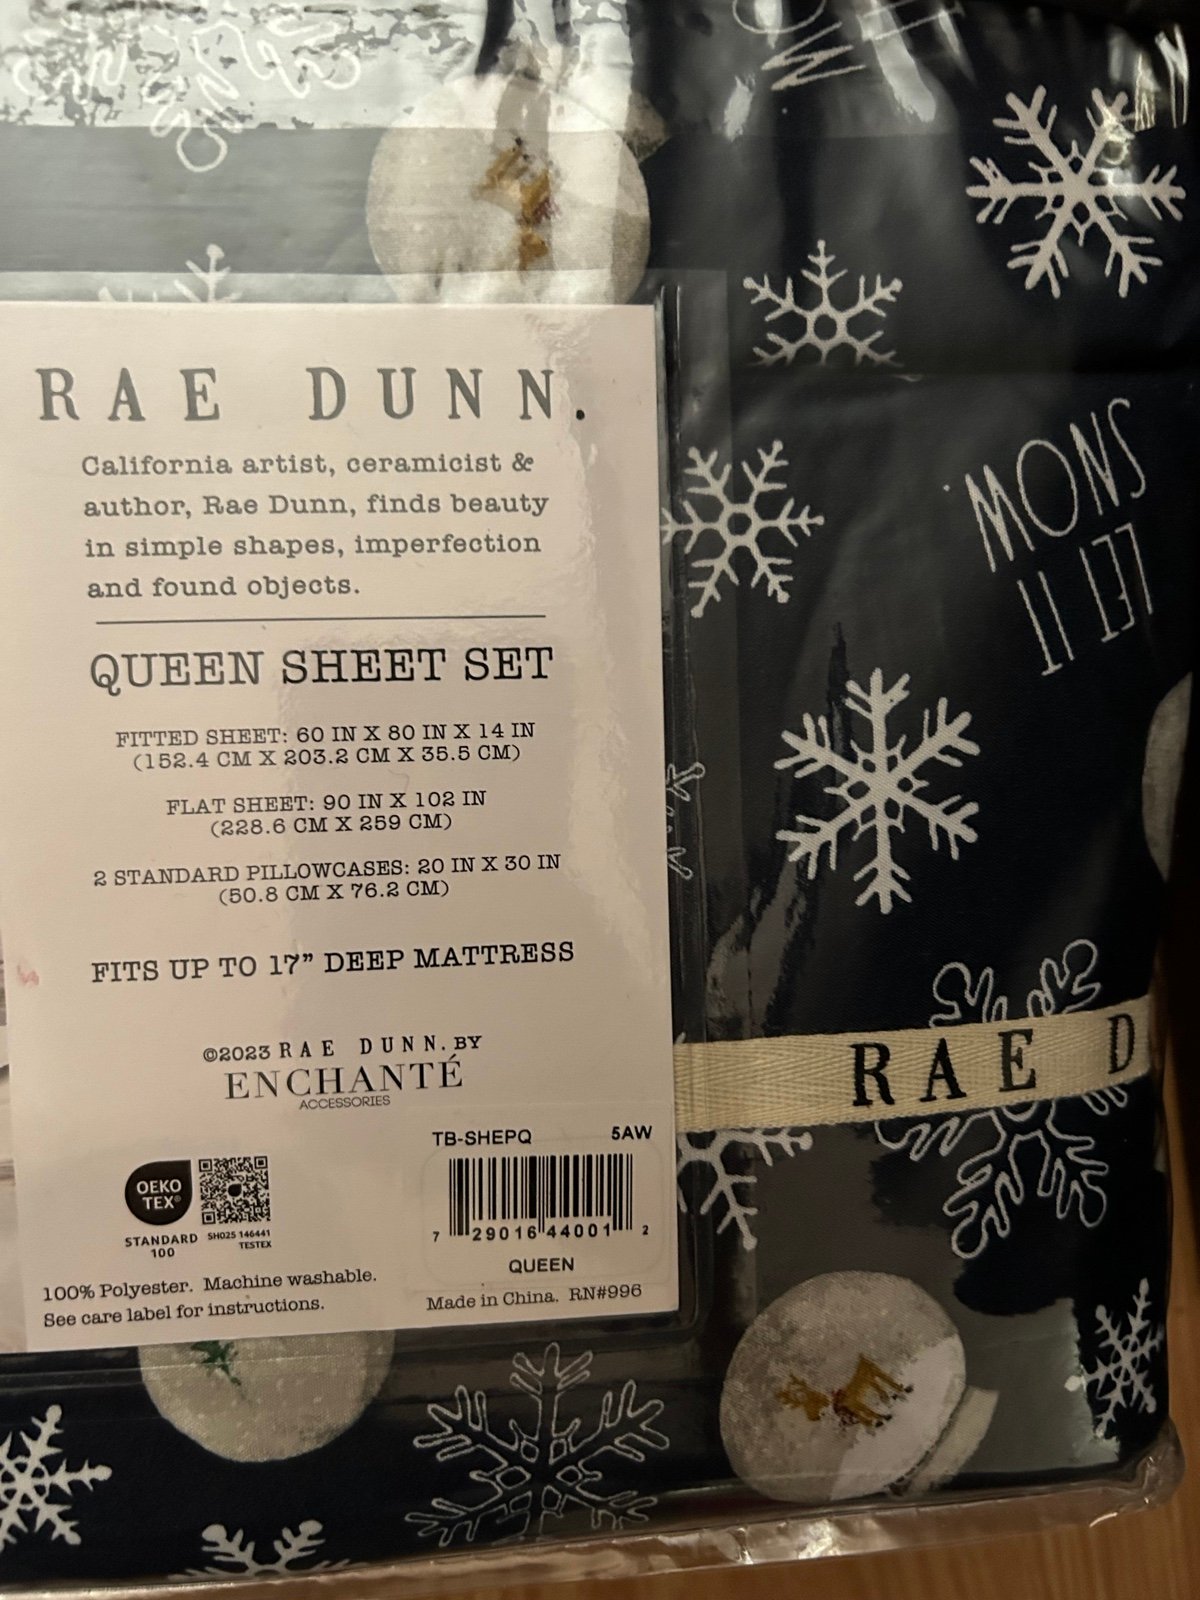 RAE DUNN.
California artist, ceramicist &
author, Rae Dunn, finds beauty
in simple shapes, imperfection
and found objects.
QUEEN SHEET SET
FITTED SHEET: 60 IN X 80 IN X 14 IN
(152.4 CM X 203.2 CM X 35.5 CM)
FLAT SHEET: 90 IN X 102 IN
(228.6 CM X 259 CM)
2 STANDARD PILLOWCASES: 20 IN X 30 IN
(50.8 CM X 76.2 CM)
FITS UP TO 17" DEEP MATTRESS
©2023 RAE DUNN. BY
ENCHANTÉ
ACCESSORIES
TB-SHEPQ 5AW
7 29016 44001 2
QUEEN
OEKO
TEX®
STANDARD
100
SH025 146441
TESTEX
100% Polyester. Machine washable.
See care label for instructions.
Made in China. RN#996
LET IT
SNOW
RAE D